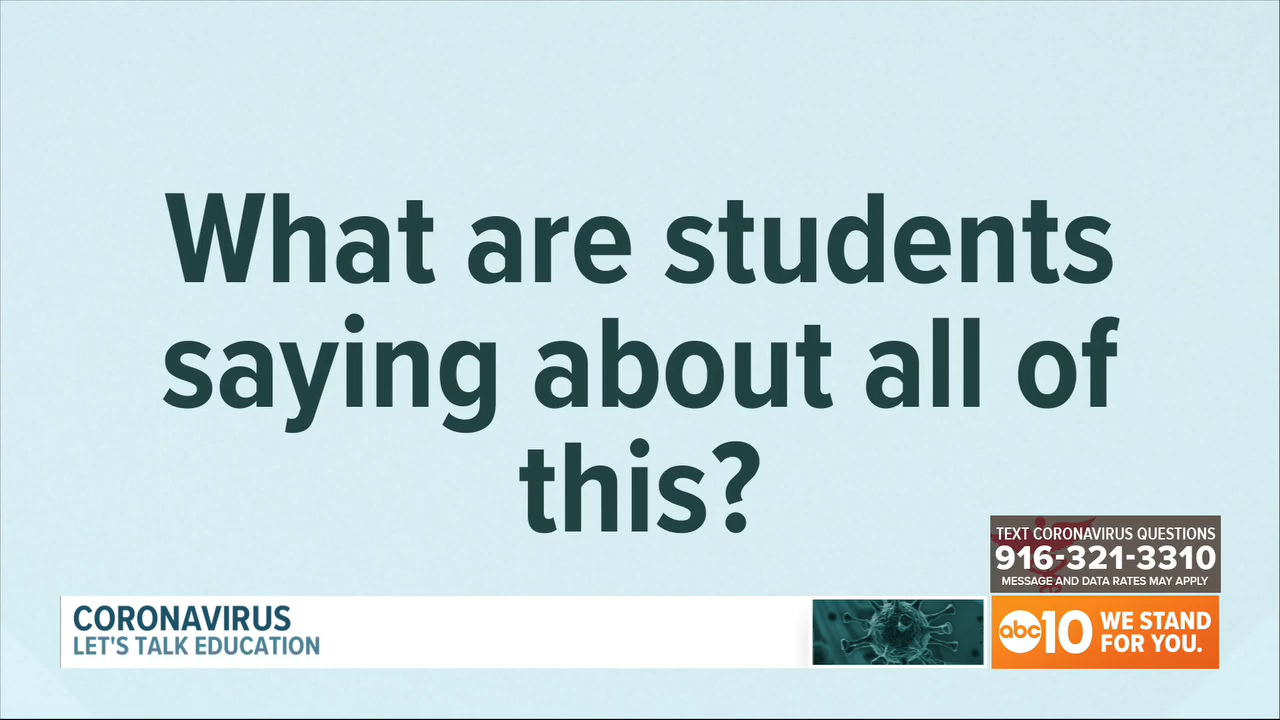 What are students
saying about all of
this?
TEXT CORONAVIRUS QUESTIONS
916-321-3310
MESSAGE AND DATA RATES MAY APPLY
CORONAVIRUS
LET'S TALK EDUCATION
abc10
WE STAND
FOR YOU.